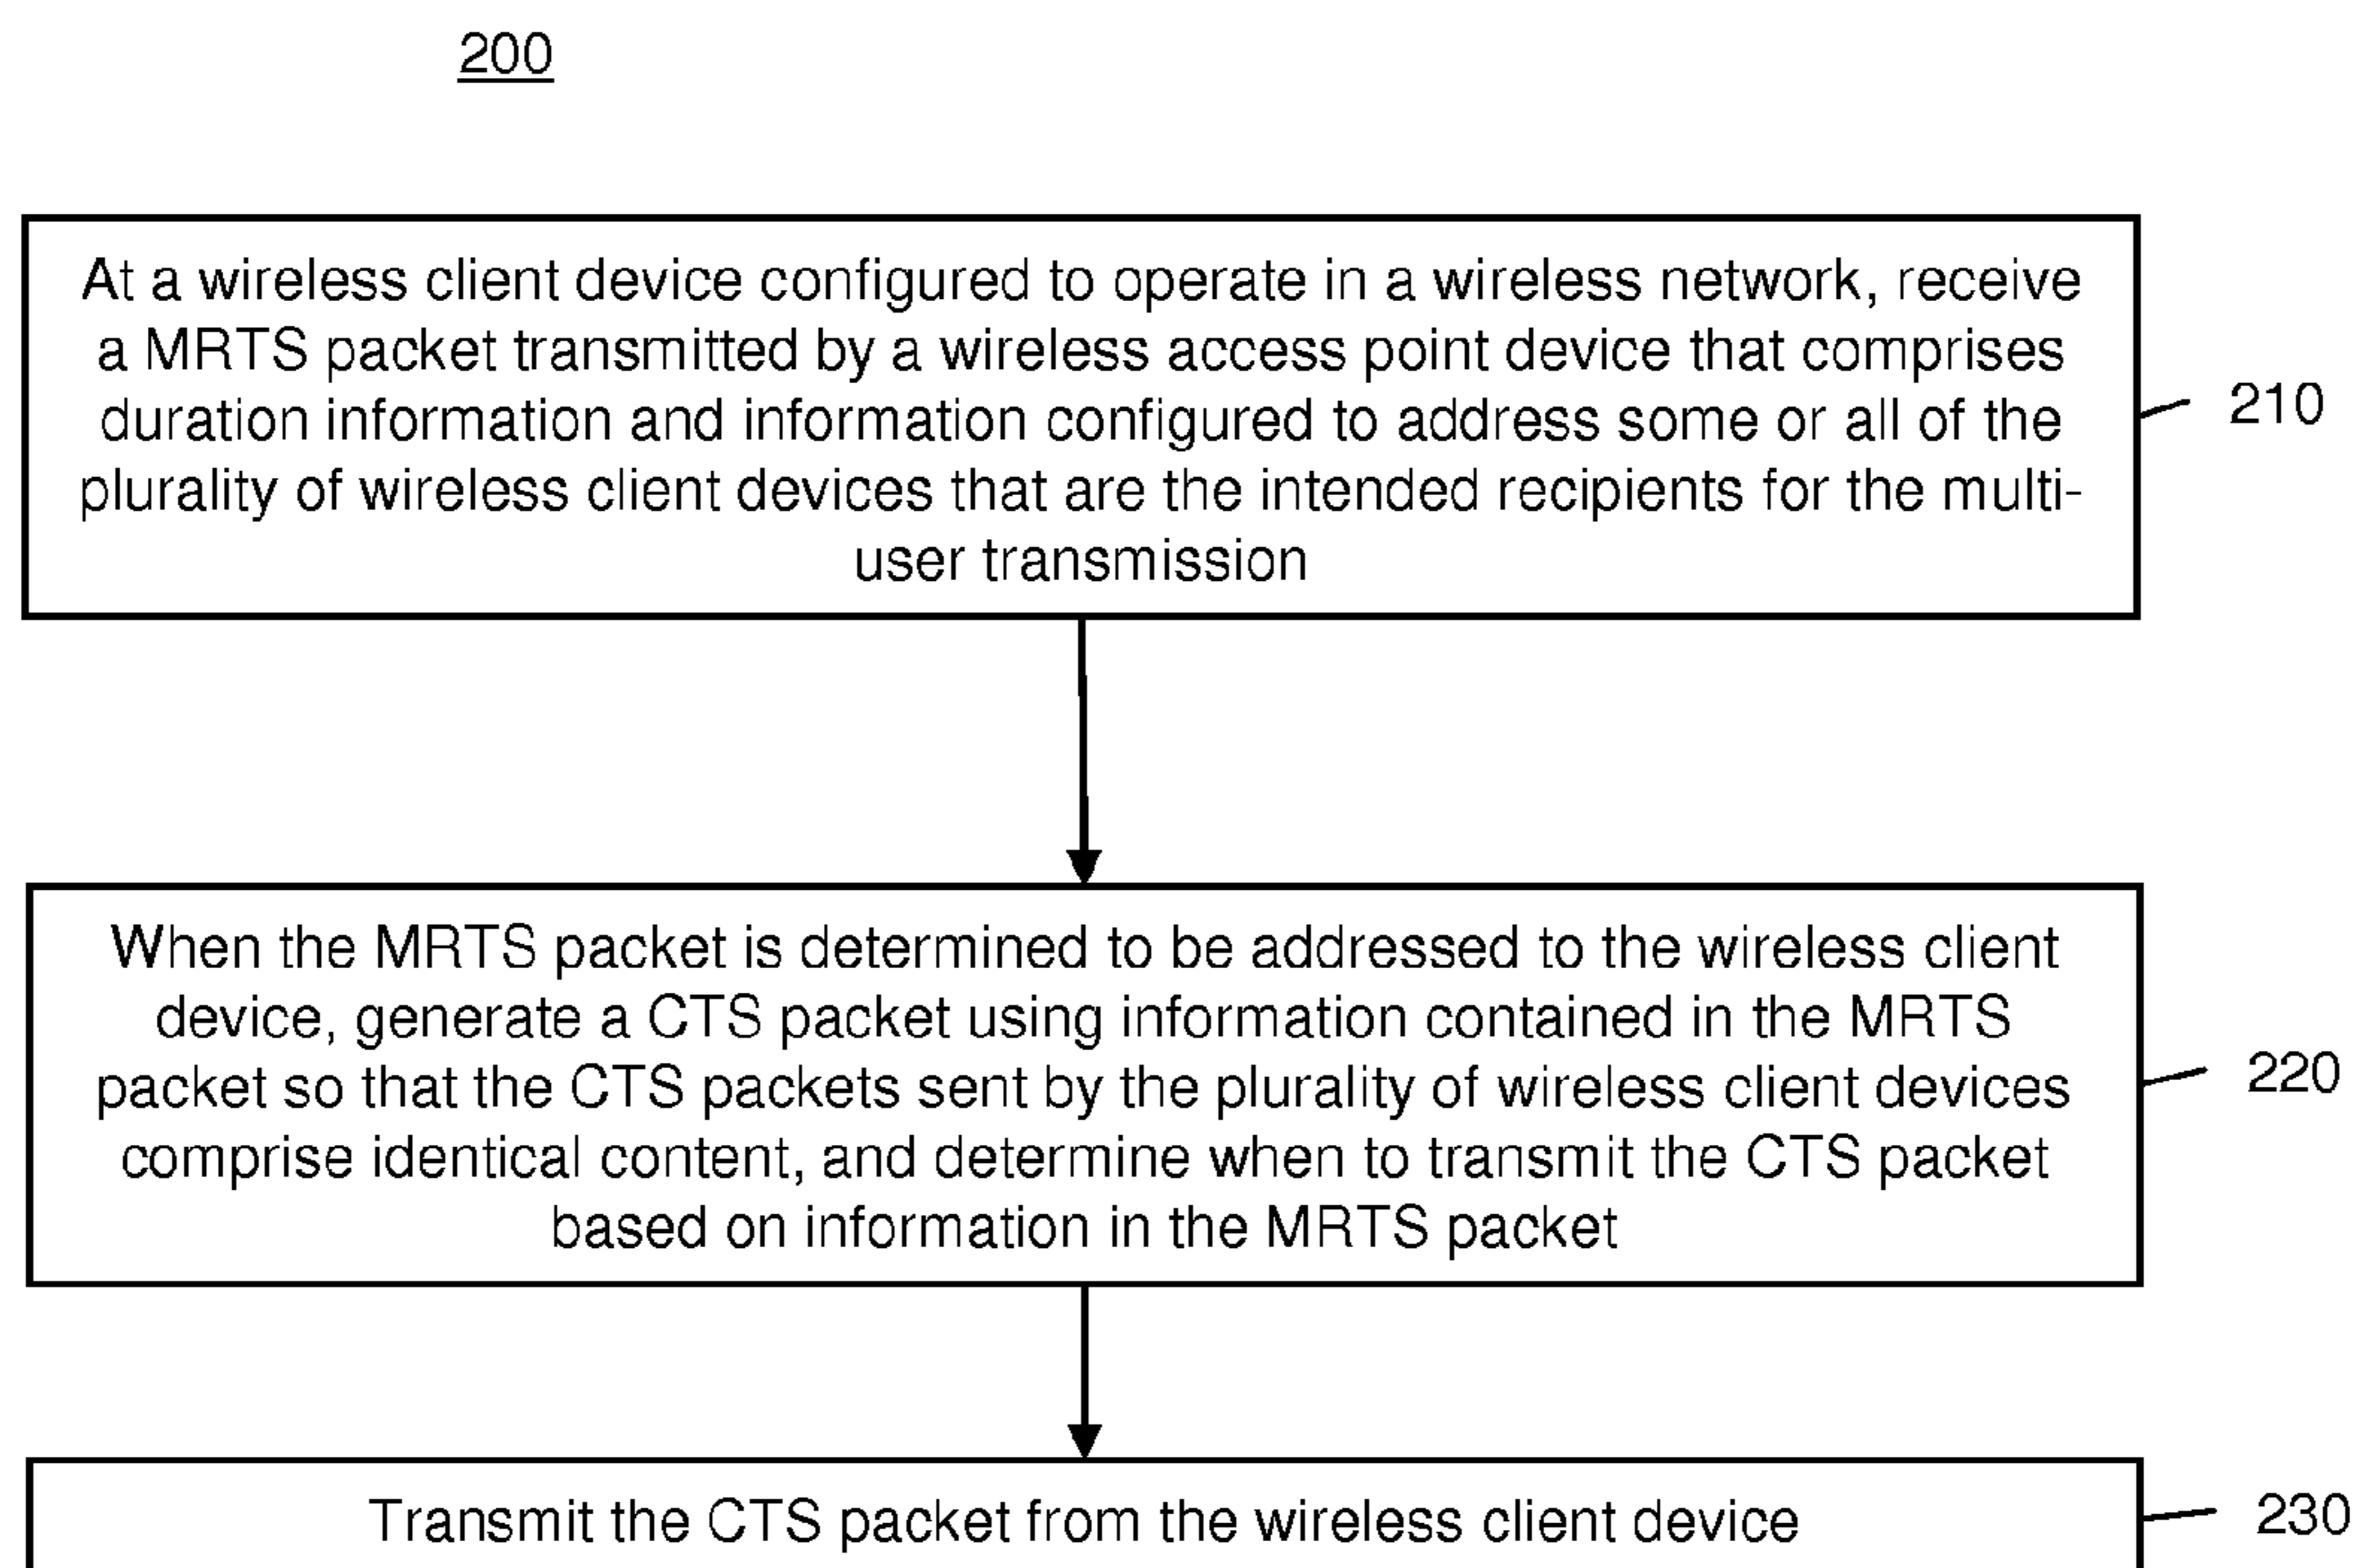 200
At a wireless client device configured to operate in a wireless network, receive
a MRTS packet transmitted by a wireless access point device that comprises
duration information and information configured to address some or all of the
plurality of wireless client devices that are the intended recipients for the multi-
user transmission
210
When the MRTS packet is determined to be addressed to the wireless client
device, generate a CTS packet using information contained in the MRTS
packet so that the CTS packets sent by the plurality of wireless client devices
comprise identical content, and determine when to transmit the CTS packet
based on information in the MRTS packet
220
Transmit the CTS packet from the wireless client device
230